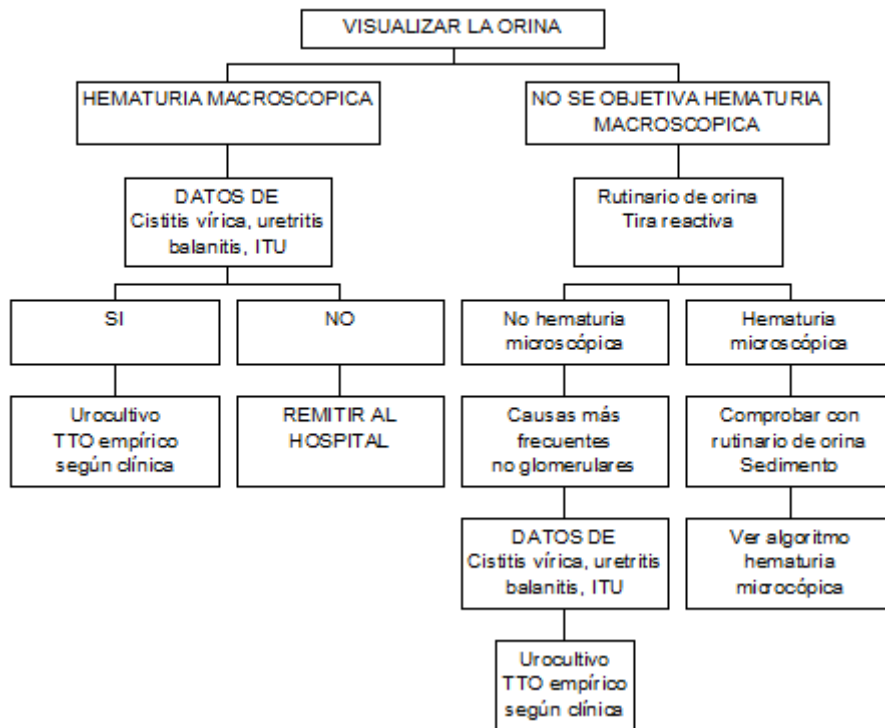 VISUALIZAR LA ORINA
HEMATURIA MACROSCOPICA
NO SE OBJETIVA HEMATURIA
MACROSCOPICA
DATOS DE
Cistitis vírica, uretritis
balanitis, ITU
Rutinario de orina
Tira reactiva
SI
NO
No hematuria
microscópica
Hematuria
microscópica
Urocultivo
TTO empírico
según clínica
REMITIR AL
HOSPITAL
Causas más
frecuentes
no glomerulares
Comprobar con
rutinario de orina
Sedimento
DATOS DE
Cistitis vírica, uretritis
balanitis, ITU
Ver algoritmo
hematuria
microcópica
Urocultivo
TTO empírico
según clínica